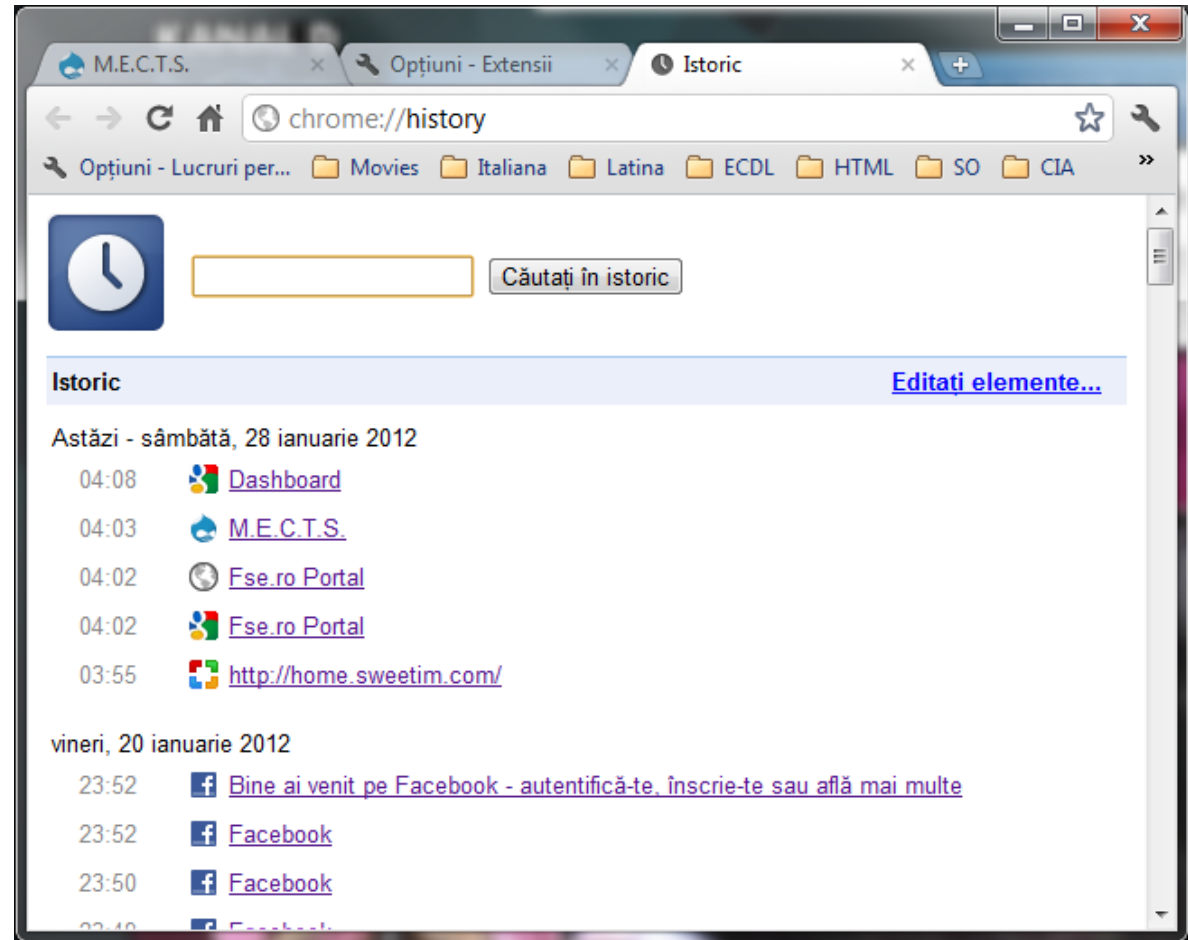 KANAL D
M.E.C.T.S. Opțiuni - Extensii Istoric
chrome://history
Opțiuni - Lucruri per... Movies Italiana Latina ECDL HTML SO CIA »
Căutați în istoric
Istoric Editați elemente...
Astăzi - sâmbătă, 28 ianuarie 2012
04:08 Dashboard
04:03 M.E.C.T.S.
04:02 Fse.ro Portal
04:02 Fse.ro Portal
03:55 http://home.sweetim.com/
vineri, 20 ianuarie 2012
23:52 Bine ai venit pe Facebook - autentifică-te, înscrie-te sau află mai multe
23:52 Facebook
23:50 Facebook
Facebook